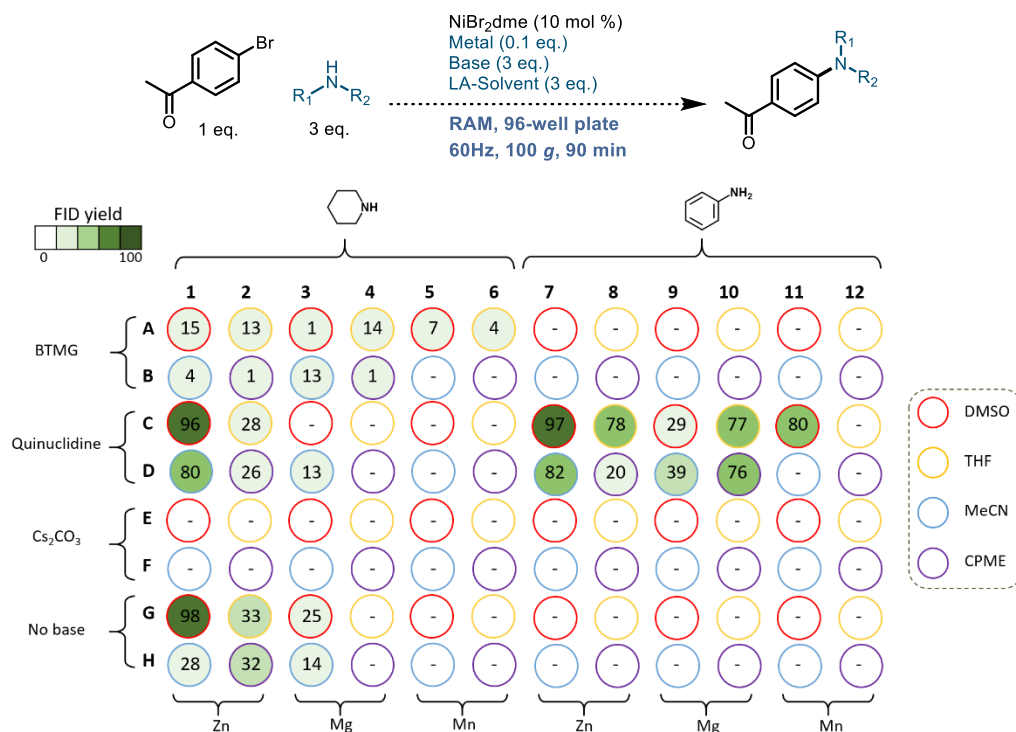 Br
O
1 eq.
H
N
R1 R2
3 eq.
NiBr2dme (10 mol %)
Metal (0.1 eq.)
Base (3 eq.)
LA-Solvent (3 eq.)
RAM, 96-well plate
60Hz, 100 g, 90 min
R1
N
R2
O
FID yield
0 100
NH
NH2
1 2 3 4 5 6 7 8 9 10 11 12
BTMG
A 15 13 1 14 7 4 - - - - - -
B 4 1 13 1 - - - - - - - -
Quinuclidine
C 96 28 - - - - 97 78 29 77 80 -
D 80 26 13 - - - 82 20 39 76 - -
Cs2CO3
E - - - - - - - - - - - -
F - - - - - - - - - - - -
No base
G 98 33 25 - - - - - - - - -
H 28 32 14 - - - - - - - - -
Zn Mg Mn Zn Mg Mn
DMSO
THF
MeCN
CPME